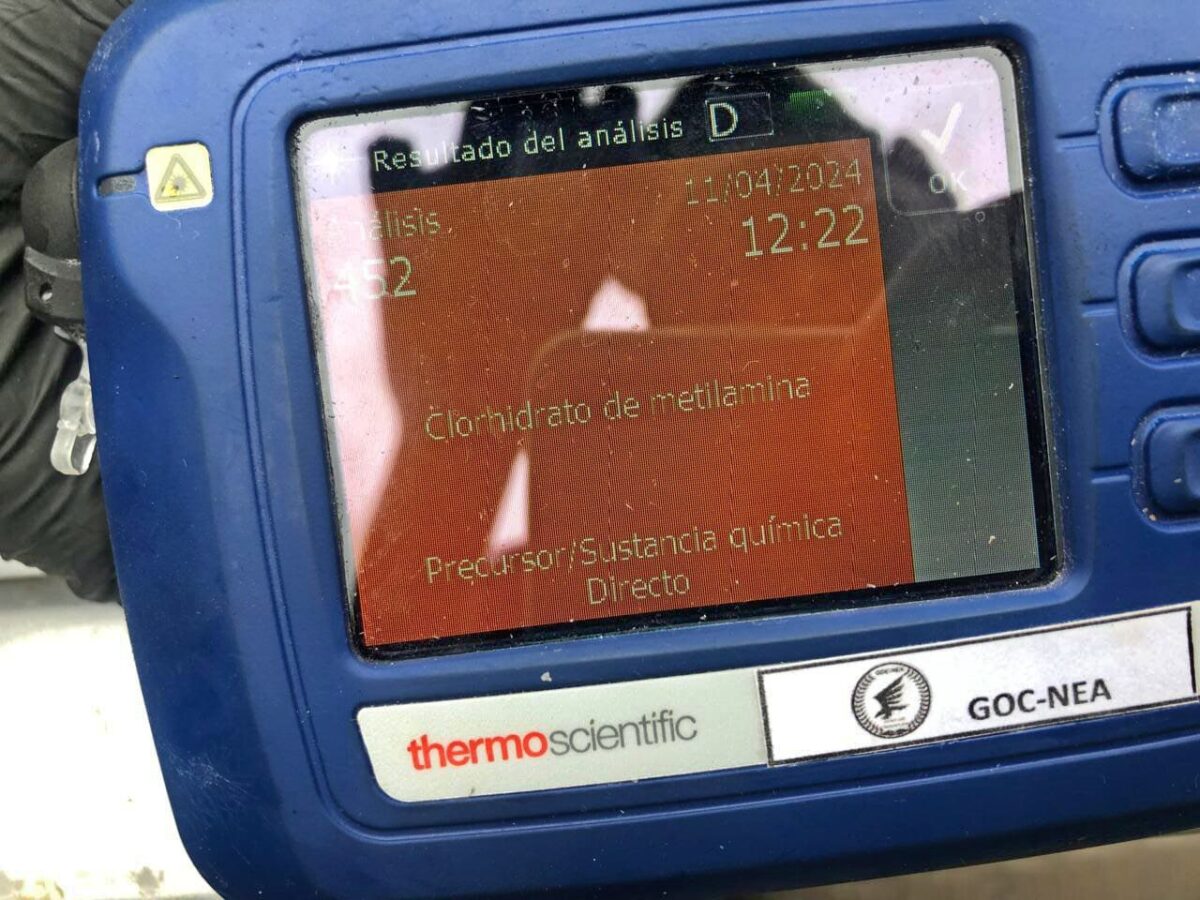 Resultado del análisis D
11/04/2024
Análisis
12:22
452
OK
Clorhidrato de metilamina
Precursor/Sustancia química
Directo
thermoscientific
GOC-NEA